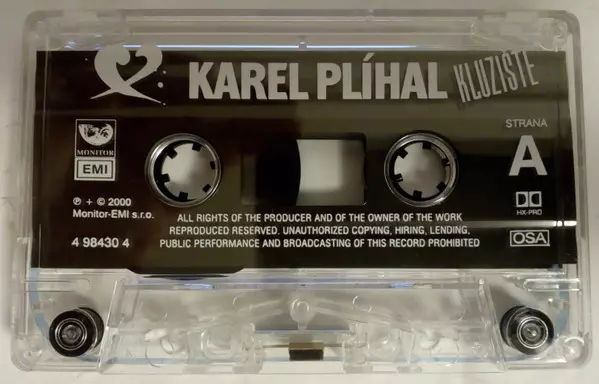 KAREL PLÍHAL KLUZIŠTE
STRANA
A
MONITOR
EMI
℗ + © 2000
Monitor-EMI s.r.o.
4 98430 4
ALL RIGHTS OF THE PRODUCER AND OF THE OWNER OF THE WORK
REPRODUCED RESERVED. UNAUTHORIZED COPYING, HIRING, LENDING,
PUBLIC PERFORMANCE AND BROADCASTING OF THIS RECORD PROHIBITED
HX-PRO
OSA